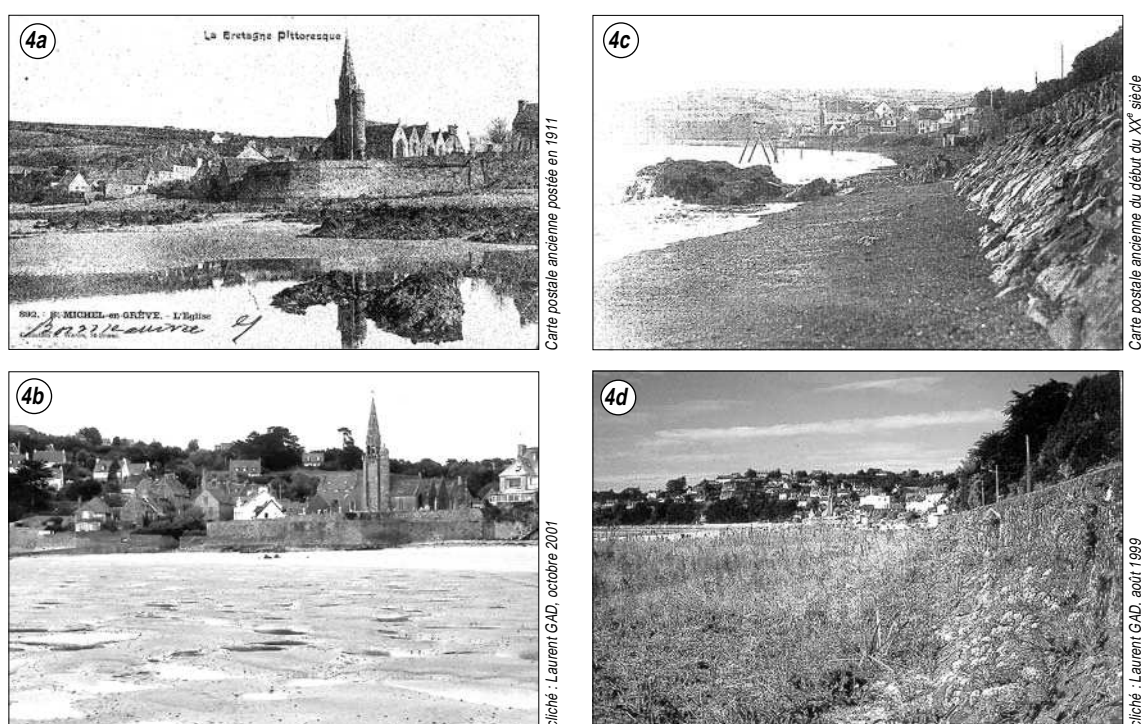 4a
La Bretagne Pittoresque
892. - St MICHEL-en-GRÈVE. - L'Eglise
Carte postale ancienne postée en 1911
4c
Carte postale ancienne du début du XXe siècle
4b
cliché : Laurent GAD, octobre 2001
4d
cliché : Laurent GAD, août 1999